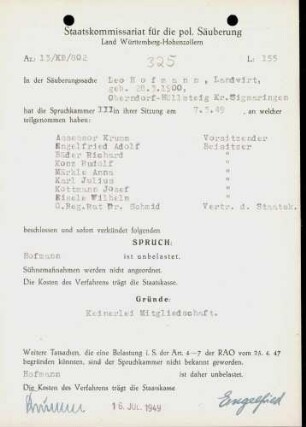 Staatskommissariat für die pol. Säuberung
Land Württemberg-Hohenzollern
Az: 13/KB/802
325
L: 155
In der Säuberungssache Leo Hofmann, Landwirt,
geb. 20.3.1900,
Oberndorf-Wüllsteig Kr.Sigmaringen
hat die Spruchkammer III in ihrer Sitzung am 7.7.49, an welcher
teilgenommen haben:
Assessor Krumm Vorsitzender
Engelfried Adolf Beisitzer
Bäder Richard "
Konz Rudolf "
Märkle Anna "
Karl Julius "
Kottmann Josef "
Eisele Wilhelm "
O.Reg.Rat Dr. Schmid Vertr. d. Staatsk.
beschlossen und sofort verkündet folgenden
SPRUCH:
Hofmann ist unbelastet.
Sühnemaßnahmen werden nicht angeordnet.
Die Kosten des Verfahrens trägt die Staatskasse.
Gründe:
Keinerlei Mitgliedschaft.
Weitere Tatsachen, die eine Belastung i. S. der Art. 4-7 der RAO vom 25. 4. 47
begründen können, sind der Spruchkammer nicht bekannt geworden.
Hofmann ist daher unbelastet.
Die Kosten des Verfahrens trägt die Staatskasse
16. JUL. 1949
Engelfried